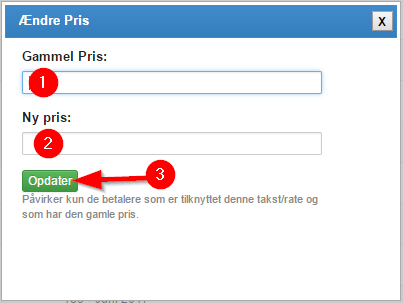 Ændre Pris
X
Gammel Pris:
1
Ny pris:
2
Opdater
3
Påvirker kun de betalere som er tilknyttet denne takst/rate og
som har den gamle pris.